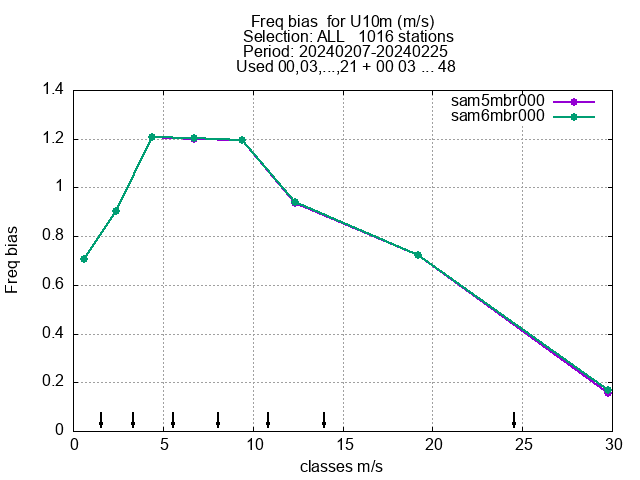 Freq bias  for U10m (m/s)
Selection: ALL   1016 stations
Period: 20240207-20240225
Used 00,03,...,21 + 00 03 ... 48
sam5mbr000
sam6mbr000
1.4
1.2
1
0.8
0.6
0.4
0.2
0
Freq bias
0 5 10 15 20 25 30
classes m/s